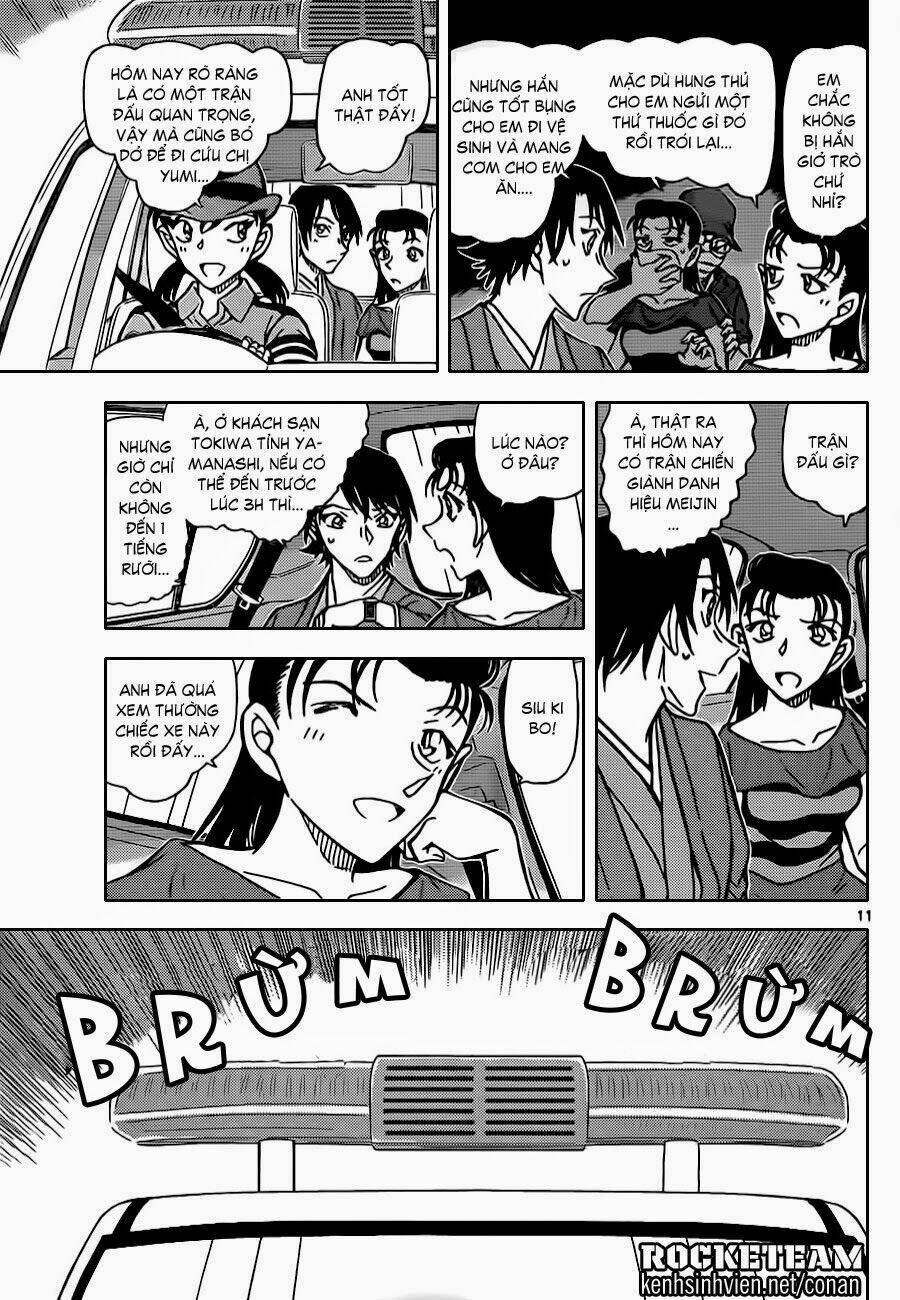 EM
CHẮC
KHÔNG
BỊ HẮN
GIỞ TRÒ
CHỨ
NHỈ?
MẶC DÙ HUNG THỦ
CHO EM NGỬI MỘT
THỨ THUỐC GÌ ĐÓ
RỒI TRÓI LẠI...
NHƯNG HẮN
CŨNG TỐT BỤNG
CHO EM ĐI VỆ
SINH VÀ MANG
CƠM CHO EM
ĂN....
ANH TỐT
THẬT ĐẤY!
HÔM NAY RÕ RÀNG
LÀ CÓ MỘT TRẬN
ĐẤU QUAN TRỌNG,
VẬY MÀ CŨNG BỎ
DỞ ĐỂ ĐI CỨU CHỊ
YUMI...
TRẬN
ĐẤU GÌ?
À, THẬT RA
THÌ HÔM NAY
CÓ TRẬN CHIẾN
GIÀNH DANH
HIỆU MEIJIN
...
LÚC NÀO?
Ở ĐÂU?
À, Ở KHÁCH SẠN
TOKIWA TỈNH YA-
MANASHI, NẾU CÓ
THỂ ĐẾN TRƯỚC
LÚC 3H THÌ...
NHƯNG
GIỜ CHỈ
CÒN
KHÔNG
ĐẾN 1
TIẾNG
RƯỠI...
SIU KI
BO!
ANH ĐÃ QUÁ
XEM THƯỜNG
CHIẾC XE NÀY
RỒI ĐẤY...
11
BRỪM
BRỪM
ROCKETEAM
kenhsinhvien.net/conan